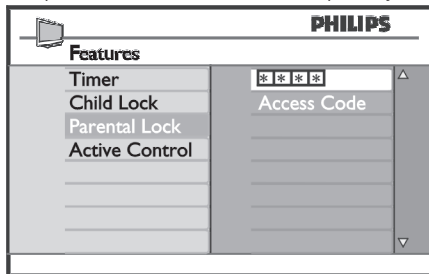 PHILIPS
Features
Timer
* * * *
Child Lock
Access Code
Parental Lock
Active Control